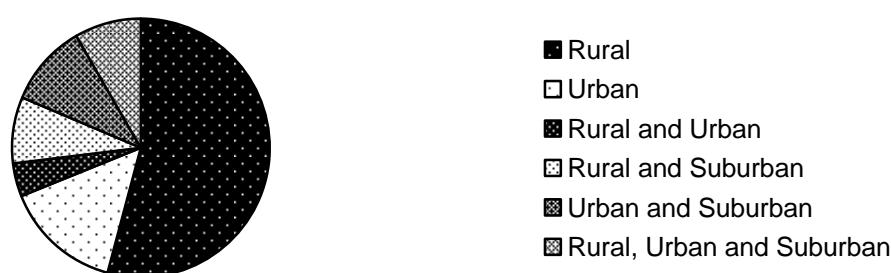 Rural
Urban
Rural and Urban
Rural and Suburban
Urban and Suburban
Rural, Urban and Suburban